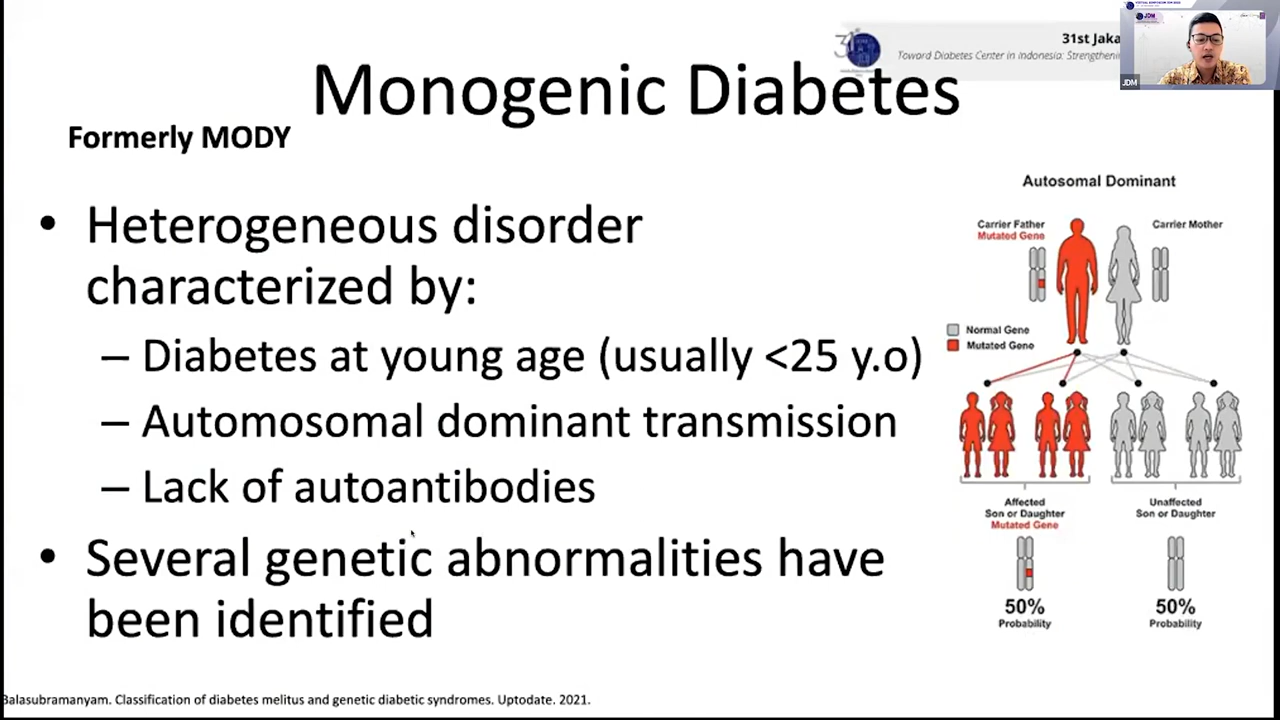 31st Jaka
Toward Diabetes Center in Indonesia: Strengthenin
JDM
Monogenic Diabetes
Formerly MODY
• Heterogeneous disorder
characterized by:
– Diabetes at young age (usually <25 y.o)
– Automosomal dominant transmission
– Lack of autoantibodies
• Several genetic abnormalities have
been identified
Autosomal Dominant
Carrier Father
Mutated Gene
Carrier Mother
Normal Gene
Mutated Gene
Affected
Son or Daughter
Mutated Gene
Unaffected
Son or Daughter
50%
Probability
50%
Probability
Balasubramanyam. Classification of diabetes melitus and genetic diabetic syndromes. Uptodate. 2021.